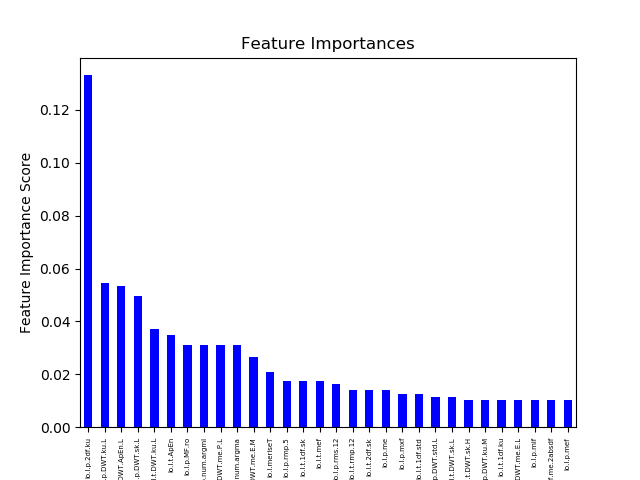 Feature Importances
Feature Importance Score
0.12
0.10
0.08
0.06
0.04
0.02
0.00
lo.l.p.2df.ku
.p.DWT.ku.L
DWT.ApEn.L
.p.DWT.sk.L
.t.DWT.ku.L
lo.l.t.ApEn
lo.l.p.MF.ro
.num.argmi
DWT.me.P.L
num.argma
WT.me.E.M
lo.l.meriseT
lo.l.p.rmp.5
lo.l.t.1df.sk
lo.l.t.mef
lo.l.p.rms.12
lo.l.t.rmp.12
lo.l.t.2df.sk
lo.l.p.me
lo.l.p.mxf
lo.l.t.1df.std
p.DWT.std.L
.t.DWT.sk.L
.t.DWT.sk.H
p.DWT.ku.M
lo.l.t.1df.ku
DWT.me.E.L
lo.l.p.mif
f.me.2absdf
lo.l.p.mef